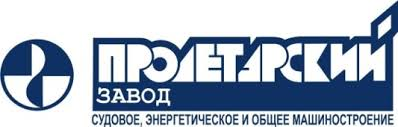 ПРОЛЕТАРСКИЙ
ЗАВОД
СУДОВОЕ, ЭНЕРГЕТИЧЕСКОЕ И ОБЩЕЕ МАШИНОСТРОЕНИЕ